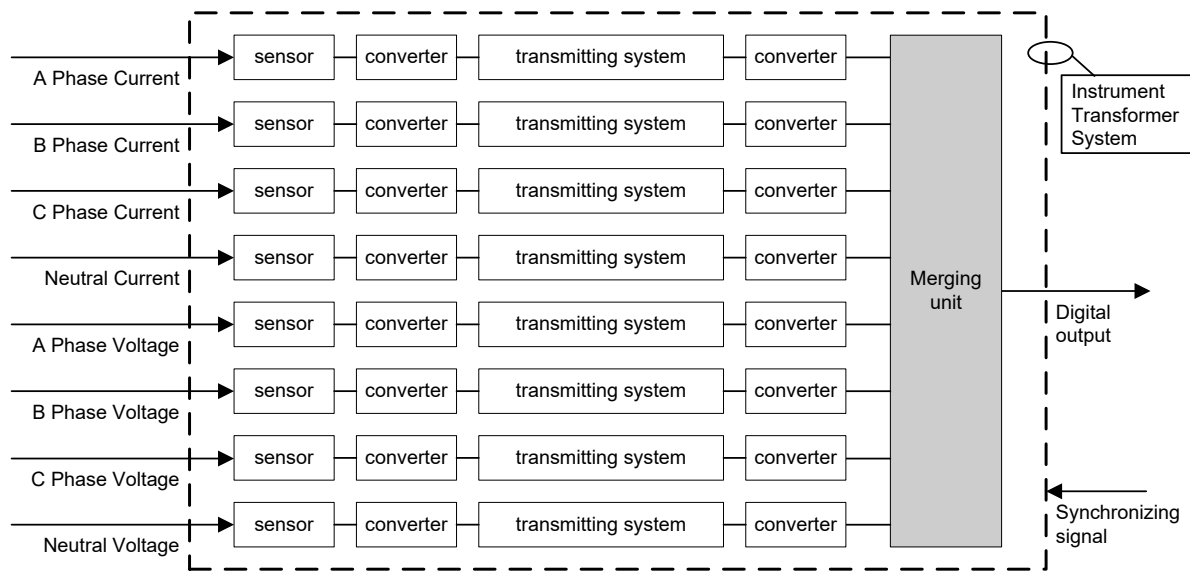 sensor converter transmitting system converter
A Phase Current
sensor converter transmitting system converter
B Phase Current
sensor converter transmitting system converter
C Phase Current
sensor converter transmitting system converter
Neutral Current
sensor converter transmitting system converter
A Phase Voltage
sensor converter transmitting system converter
B Phase Voltage
sensor converter transmitting system converter
C Phase Voltage
sensor converter transmitting system converter
Neutral Voltage
Merging
unit
Instrument
Transformer
System
Digital
output
Synchronizing
signal